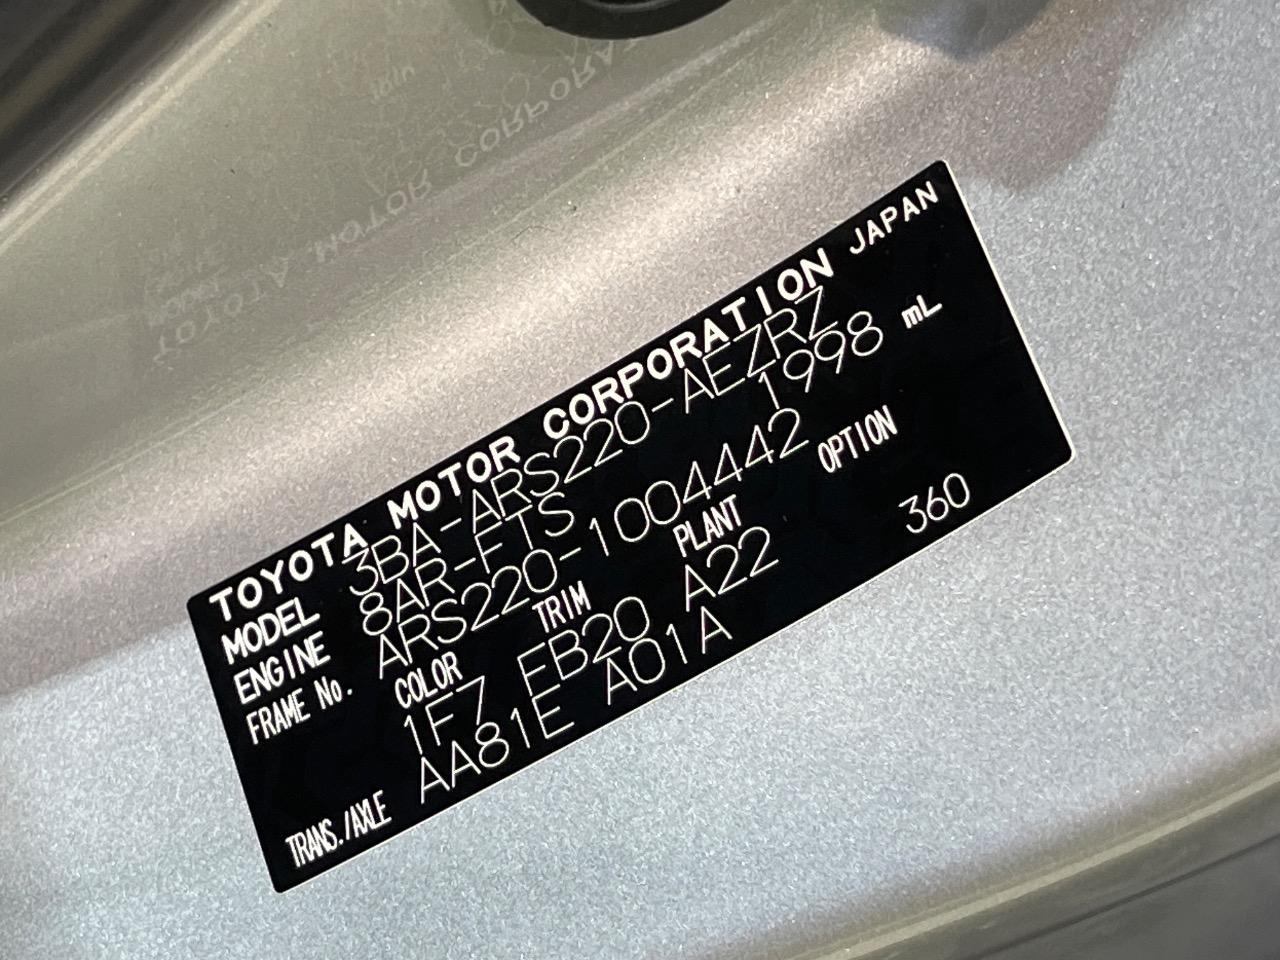 TOYOTA MOTOR CORPORATION JAPAN
MODEL 3BA-ARS220-AEZRZ
ENGINE 8AR-FTS 1998 mL
FRAME No. ARS220-1004442
COLOR TRIM PLANT OPTION
1F7 EB20 A22 360
TRANS./AXLE AA81E A01A